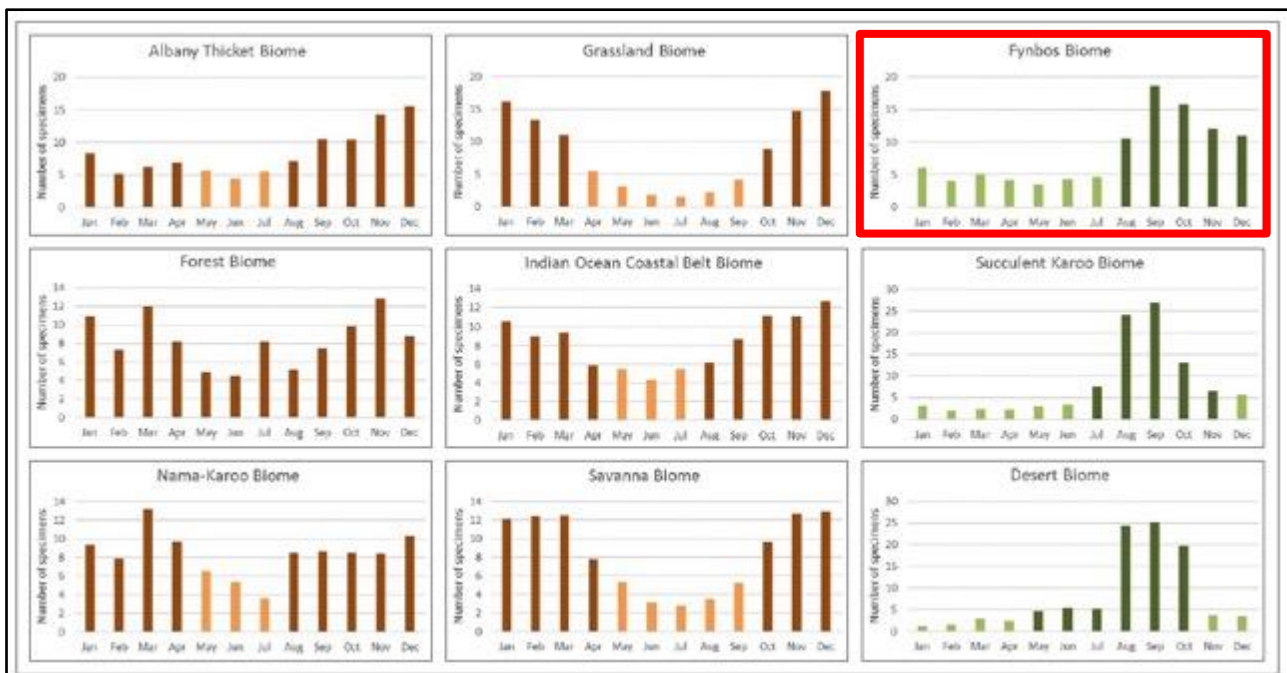 Albany Thicket Biome
Number of specimens
20
15
10
5
0
Jan Feb Mar Apr May Jun Jul Aug Sep Oct Nov Dec
Grassland Biome
Number of specimens
20
15
10
5
0
Jan Feb Mar Apr May Jun Jul Aug Sep Oct Nov Dec
Fynbos Biome
Number of specimens
20
15
10
5
0
Jan Feb Mar Apr May Jun Jul Aug Sep Oct Nov Dec
Forest Biome
Number of specimens
14
12
10
8
6
4
2
0
Jan Feb Mar Apr May Jun Jul Aug Sep Oct Nov Dec
Indian Ocean Coastal Belt Biome
Number of specimens
14
12
10
8
6
4
2
0
Jan Feb Mar Apr May Jun Jul Aug Sep Oct Nov Dec
Succulent Karoo Biome
Number of specimens
30
25
20
15
10
5
0
Jan Feb Mar Apr May Jun Jul Aug Sep Oct Nov Dec
Nama-Karoo Biome
Number of specimens
14
12
10
8
6
4
2
0
Jan Feb Mar Apr May Jun Jul Aug Sep Oct Nov Dec
Savanna Biome
Number of specimens
14
12
10
8
6
4
2
0
Jan Feb Mar Apr May Jun Jul Aug Sep Oct Nov Dec
Desert Biome
Number of specimens
30
25
20
15
10
5
0
Jan Feb Mar Apr May Jun Jul Aug Sep Oct Nov Dec